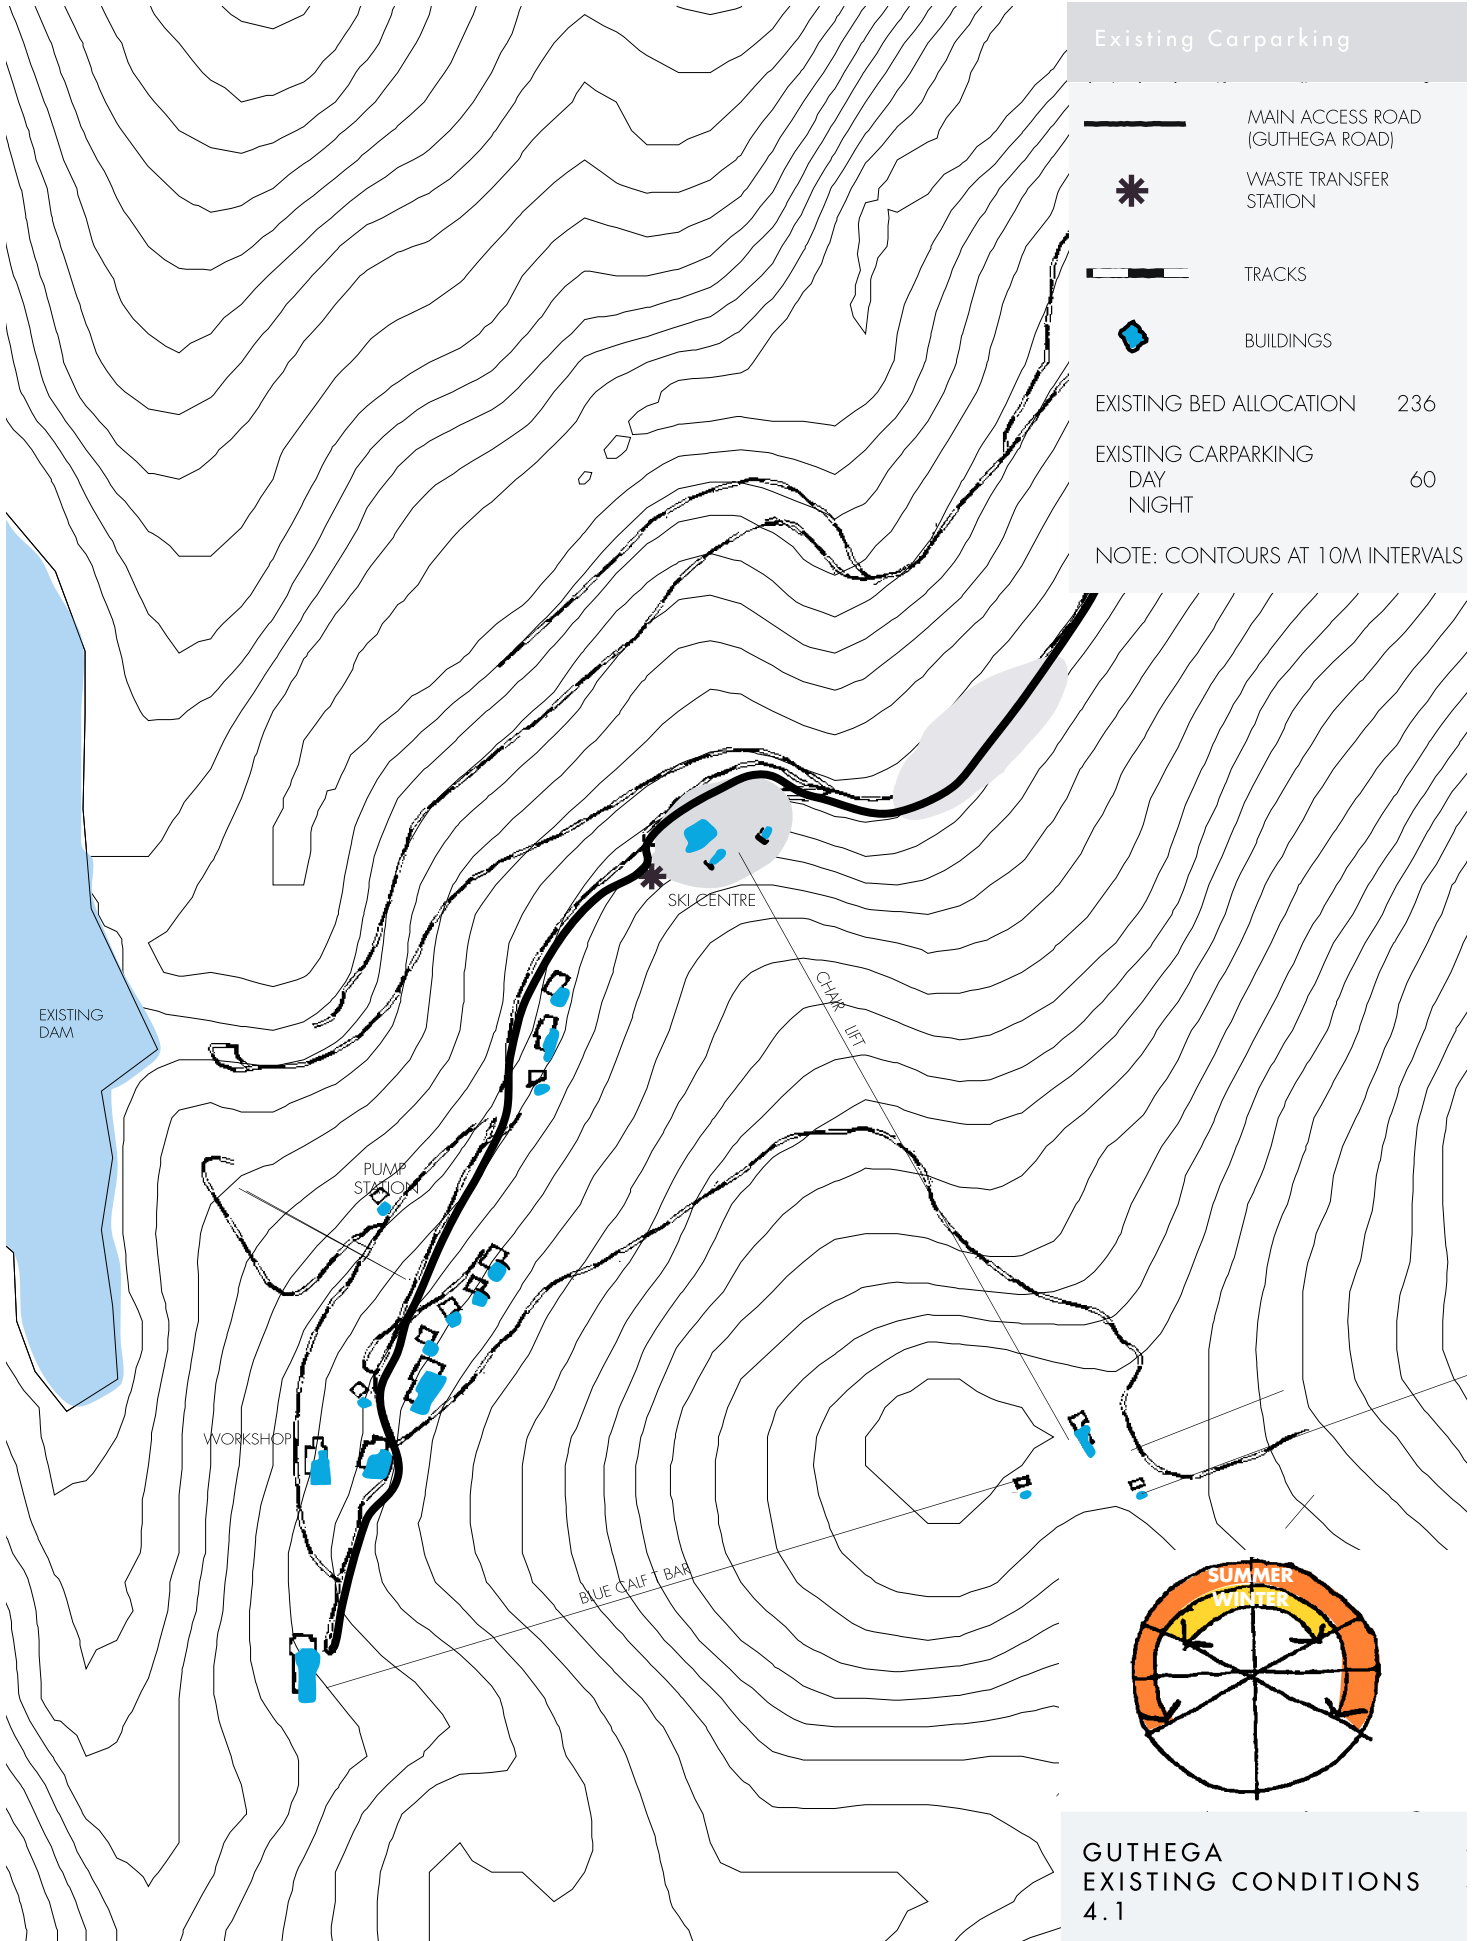 Existing Carparking
MAIN ACCESS ROAD
(GUTHEGA ROAD)
WASTE TRANSFER
STATION
TRACKS
BUILDINGS
EXISTING BED ALLOCATION 236
EXISTING CARPARKING
DAY 60
NIGHT
NOTE: CONTOURS AT 10M INTERVALS
SKI CENTRE
CHAIR LIFT
EXISTING
DAM
PUMP
STATION
WORKSHOP
BLUE CALF T BAR
SUMMER
WINTER
GUTHEGA
EXISTING CONDITIONS
4.1